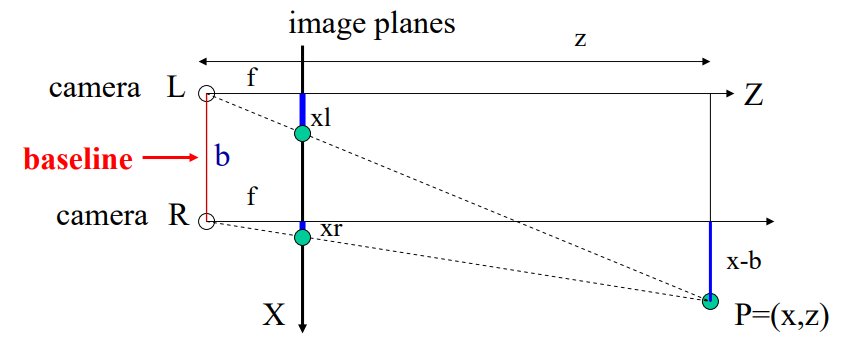 image planes
z
camera L
f
Z
xl
baseline
b
f
camera R
xr
x-b
X
P=(x,z)